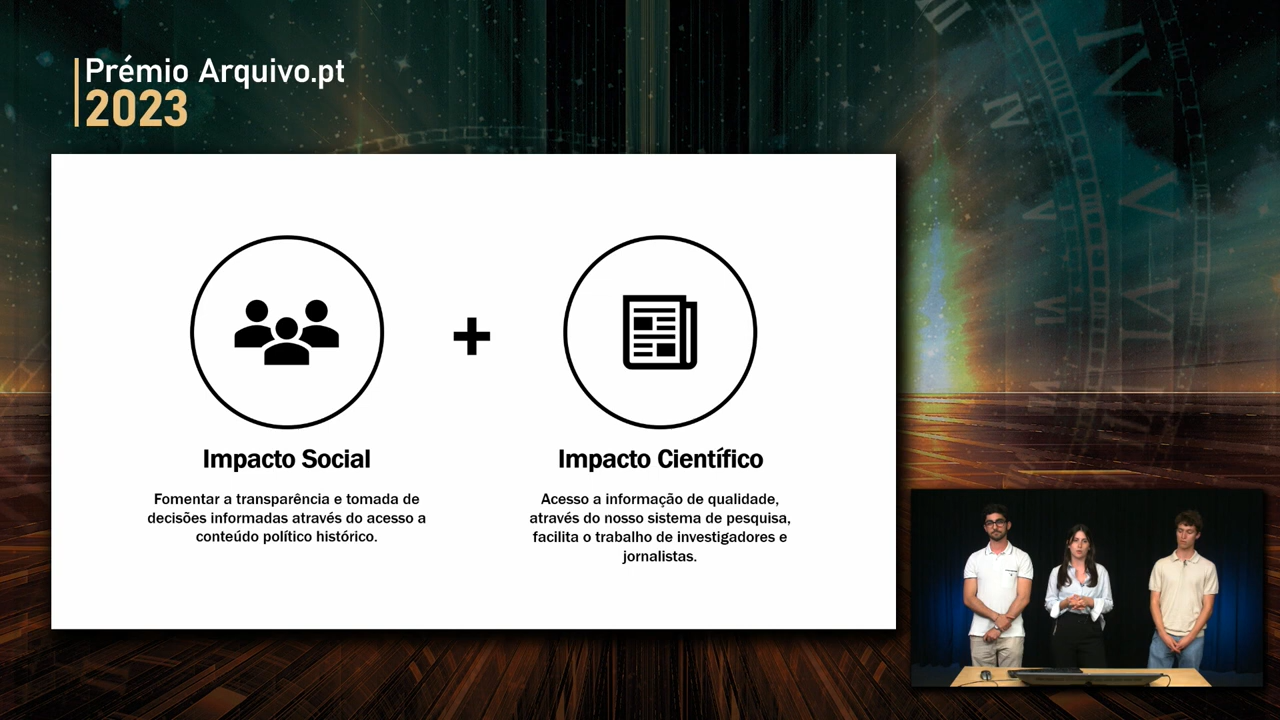 Prémio Arquivo.pt
2023
Impacto Social
Fomentar a transparência e tomada de
decisões informadas através do acesso a
conteúdo político histórico.
+
Impacto Científico
Acesso a informação de qualidade,
através do nosso sistema de pesquisa,
facilita o trabalho de investigadores e
jornalistas.